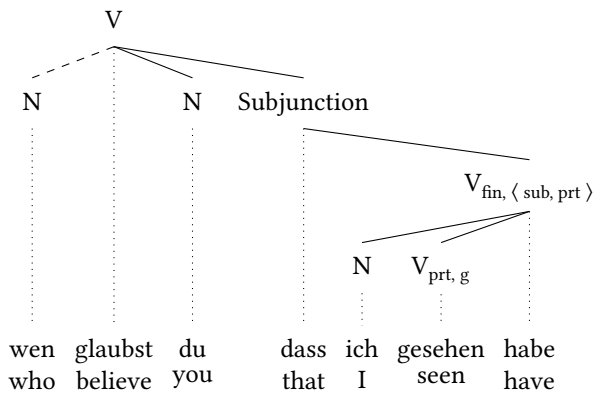 V
N N Subjunction
V fin, ⟨ sub, prt ⟩
N V prt, g
wen glaubst du dass ich gesehen habe
who believe you that I seen have